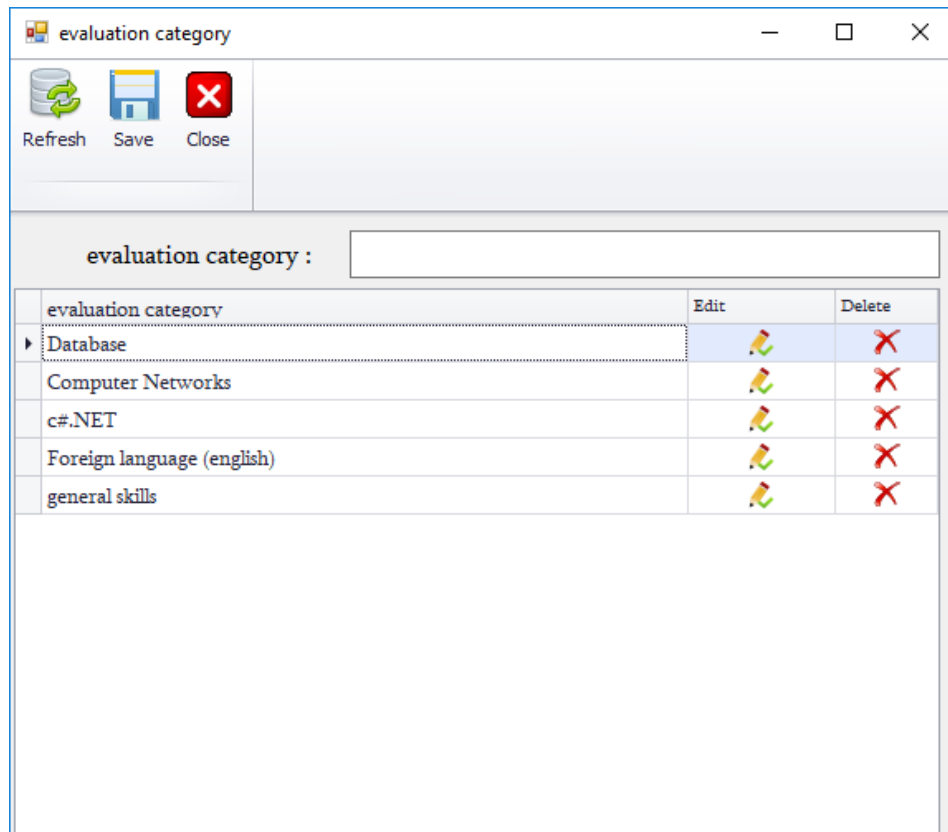 evaluation category
Refresh Save Close
evaluation category :
evaluation category Edit Delete
Database
Computer Networks
c#.NET
Foreign language (english)
general skills